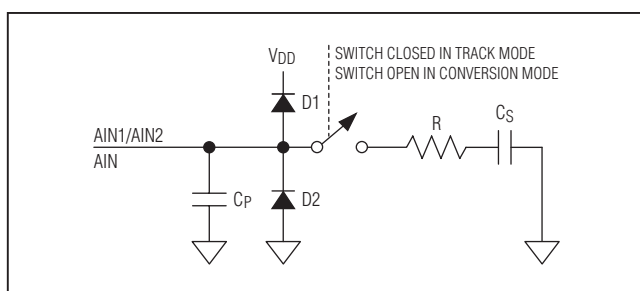 SWITCH CLOSED IN TRACK MODE
SWITCH OPEN IN CONVERSION MODE
VDD
D1
AIN1/AIN2
AIN
R
CS
CP
D2